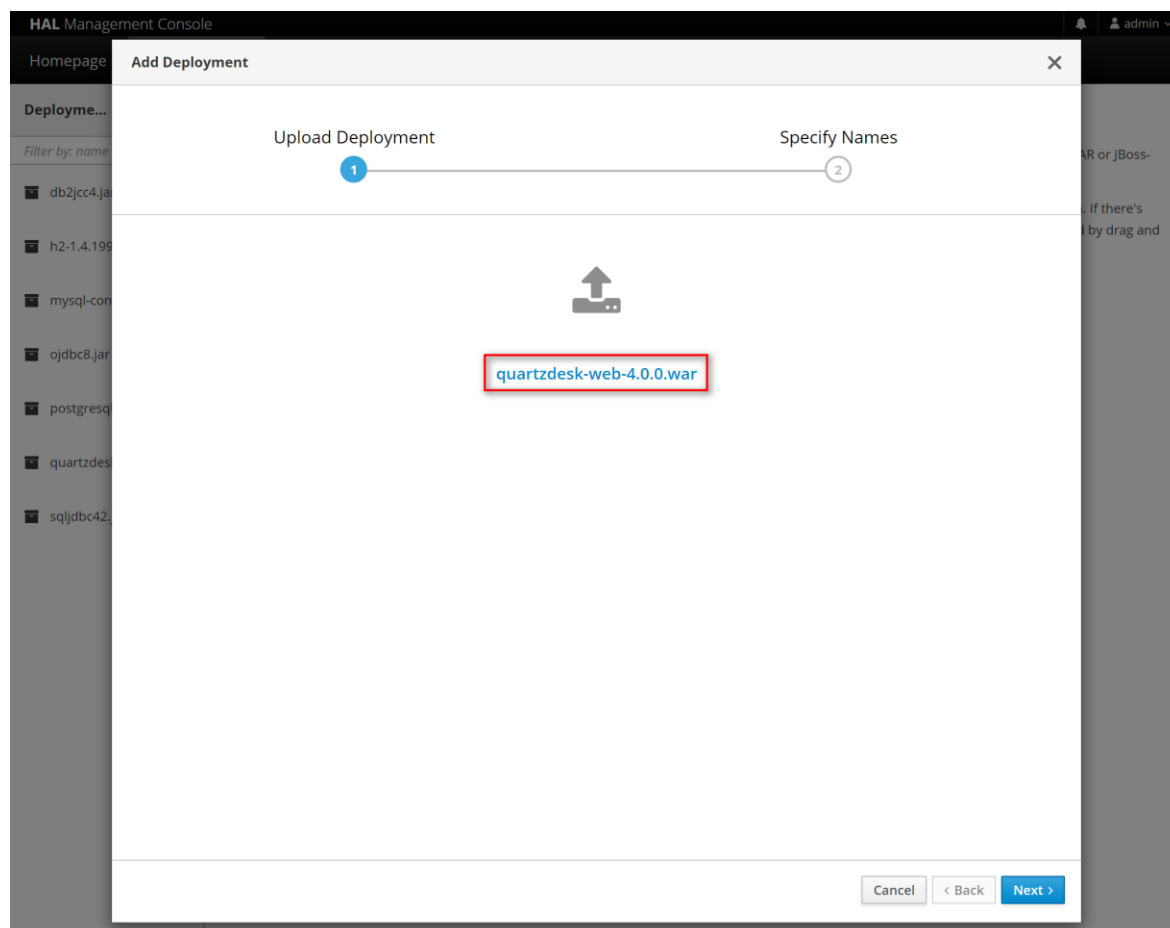 HAL Management Console
admin
Homepage
Add Deployment
Deployme...
Filter by: name
Upload Deployment
Specify Names
1
2
AR or JBoss-
. If there's
by drag and
db2jcc4.ja
h2-1.4.199
mysql-con
ojdbc8.jar
postgresql
quartzdes
sqljdbc42.
quartzdesk-web-4.0.0.war
Cancel
< Back
Next >